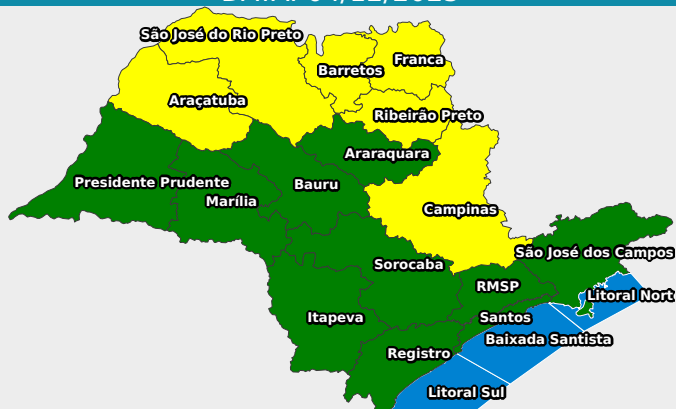 São José do Rio Preto
Franca
Barretos
Araçatuba
Ribeirão Preto
Araraquara
Presidente Prudente
Bauru
Marília
Campinas
São José dos Campos
Sorocaba
RMSP
Litoral Norte
Itapeva
Santos
Baixada Santista
Registro
Litoral Sul